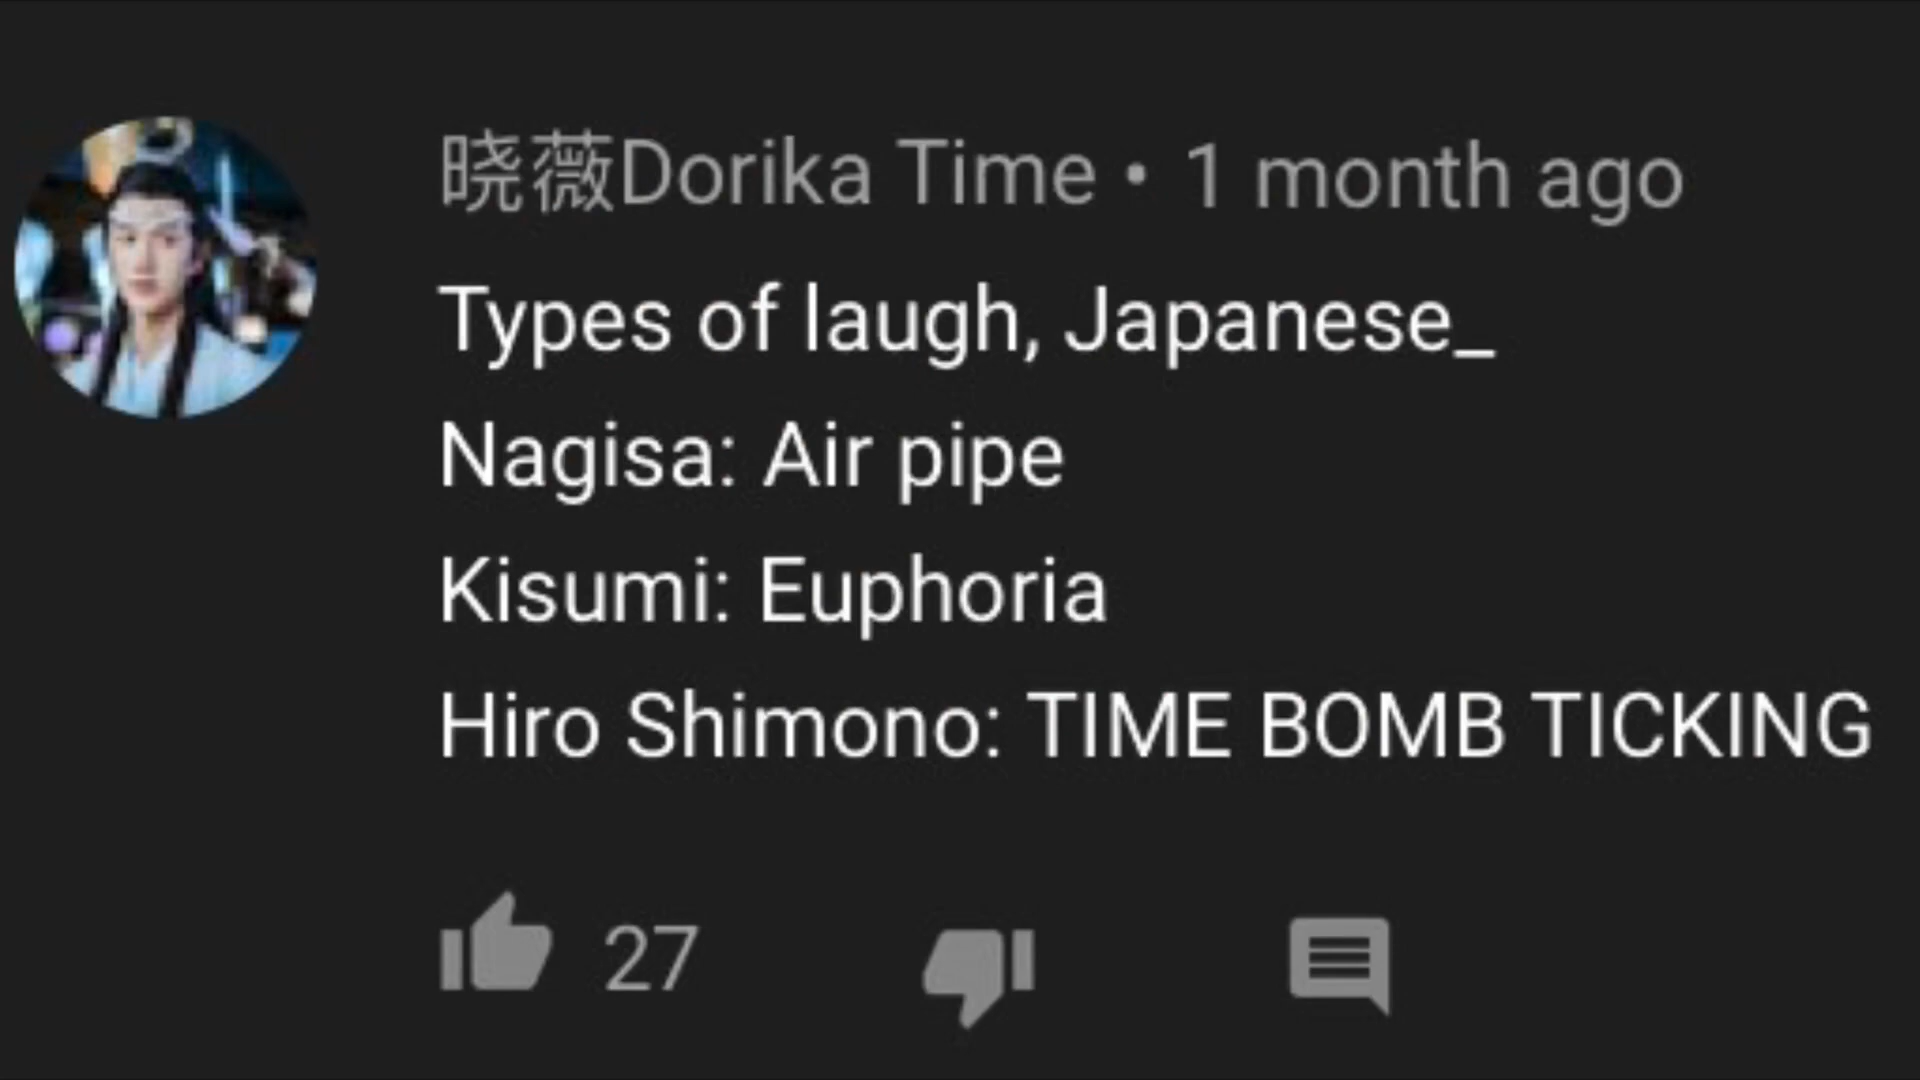 晓薇Dorika Time • 1 month ago
Types of laugh, Japanese_
Nagisa: Air pipe
Kisumi: Euphoria
Hiro Shimono: TIME BOMB TICKING
27